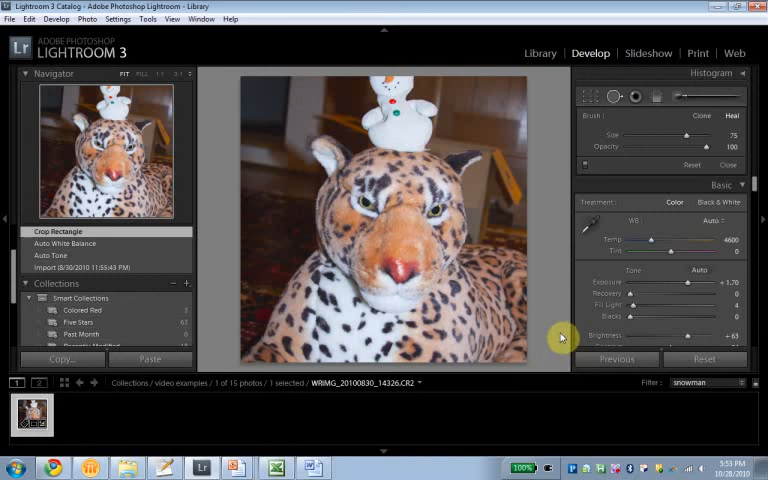 Lightroom 3 Catalog - Adobe Photoshop Lightroom - Library
File Edit Develop Photo Settings Tools View Window Help
Lr ADOBE PHOTOSHOP
LIGHTROOM 3
Library | Develop | Slideshow | Print | Web
Navigator FIT FILL 1:1 3:1
Histogram
Brush : Clone Heal
Size 75
Opacity 100
Reset Close
Basic
Treatment : Color Black & White
WB : Auto
Temp 4600
Tint 0
Tone Auto
Exposure + 1.70
Recovery 0
Fill Light 4
Blacks 0
Brightness + 63
Crop Rectangle
Auto White Balance
Auto Tone
Import (8/30/2010 11:55:43 PM)
Collections
Smart Collections
Colored Red 3
Five Stars 63
Past Month 0
Copy... Paste
Previous Reset
1 2 Collections / video examples / 1 of 15 photos / 1 selected / WRIMG_20100830_14326.CR2
Filter : snowman
Lr
100%
5:53 PM
10/28/2010